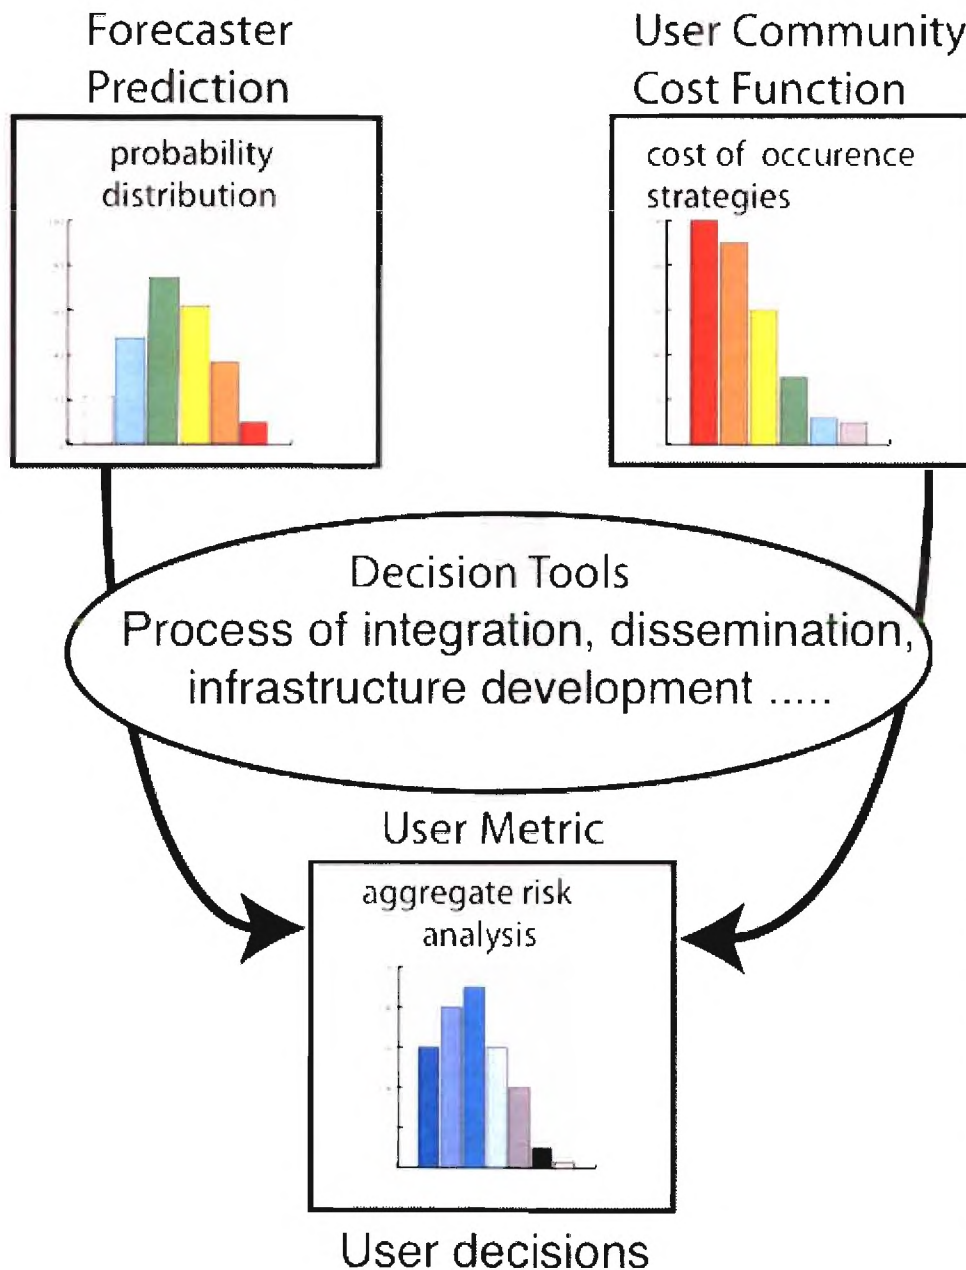 Forecaster
Prediction
probability
distribution
User Community
Cost Function
cost of occurence
strategies
Decision Tools
Process of integration, dissemination,
infrastructure development .....
User Metric
aggregate risk
analysis
User decisions